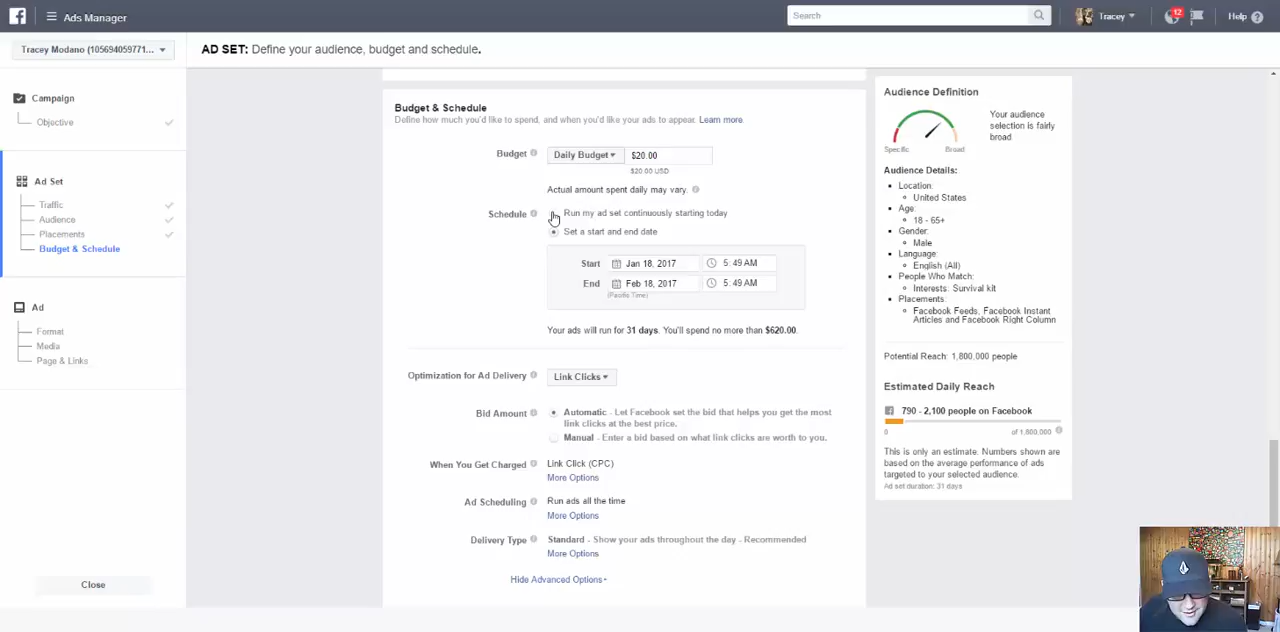 Ads Manager
Search
Tracey
12
Help
Tracey Modano (105694059771...
AD SET: Define your audience, budget and schedule.
Campaign
Objective
Ad Set
Traffic
Audience
Placements
Budget & Schedule
Ad
Format
Media
Page & Links
Close
Budget & Schedule
Define how much you'd like to spend, and when you'd like your ads to appear. Learn more.
Budget
Daily Budget
$20.00
$20.00 USD
Actual amount spent daily may vary.
Schedule
Run my ad set continuously starting today
Set a start and end date
Start
Jan 18, 2017
5:49 AM
End
Feb 18, 2017
5:49 AM
(Pacific Time)
Your ads will run for 31 days. You'll spend no more than $620.00.
Optimization for Ad Delivery
Link Clicks
Bid Amount
Automatic - Let Facebook set the bid that helps you get the most
link clicks at the best price.
Manual - Enter a bid based on what link clicks are worth to you.
When You Get Charged
Link Click (CPC)
More Options
Ad Scheduling
Run ads all the time
More Options
Delivery Type
Standard - Show your ads throughout the day - Recommended
More Options
Hide Advanced Options
Audience Definition
Your audience
selection is fairly
broad
Specific
Broad
Audience Details:
Location:
United States
Age:
18 - 65+
Gender:
Male
Language:
English (All)
People Who Match:
Interests: Survival kit
Placements:
Facebook Feeds, Facebook Instant
Articles and Facebook Right Column
Potential Reach: 1,800,000 people
Estimated Daily Reach
790 - 2,100 people on Facebook
0
of 1,800,000
This is only an estimate. Numbers shown are
based on the average performance of ads
targeted to your selected audience.
Ad set duration: 31 days